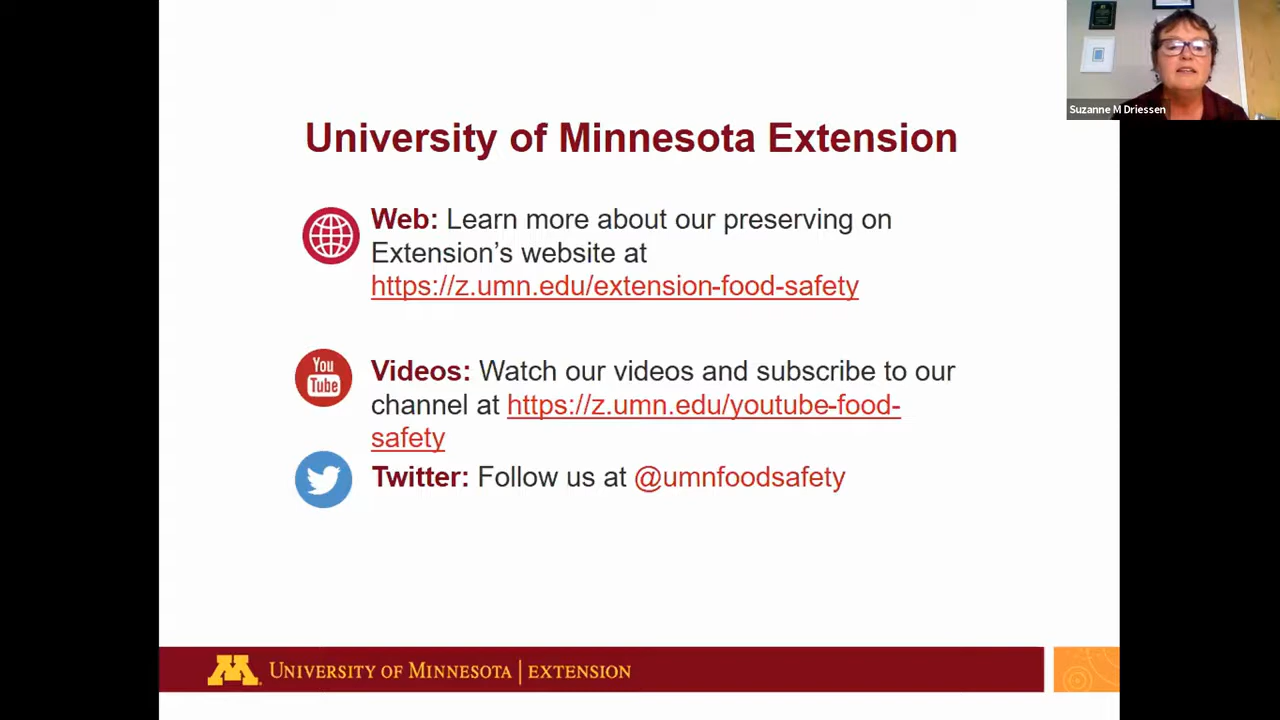 Suzanne M Driessen
University of Minnesota Extension
Web: Learn more about our preserving on
Extension’s website at
https://z.umn.edu/extension-food-safety
You
Tube
Videos: Watch our videos and subscribe to our
channel at https://z.umn.edu/youtube-food-
safety
Twitter: Follow us at @umnfoodsafety
M
UNIVERSITY OF MINNESOTA | EXTENSION